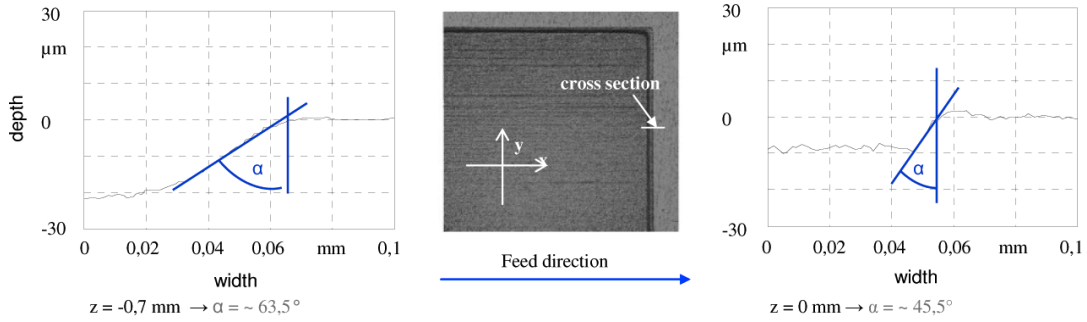 30
µm
depth
0
-30
0 0,02 0,04 0,06 mm 0,1
width
α
z = -0,7 mm → α = ~ 63,5°
cross section
y
x
Feed direction
30
µm
0
-30
0 0,02 0,04 0,06 mm 0,1
width
α
z = 0 mm → α = ~ 45,5°